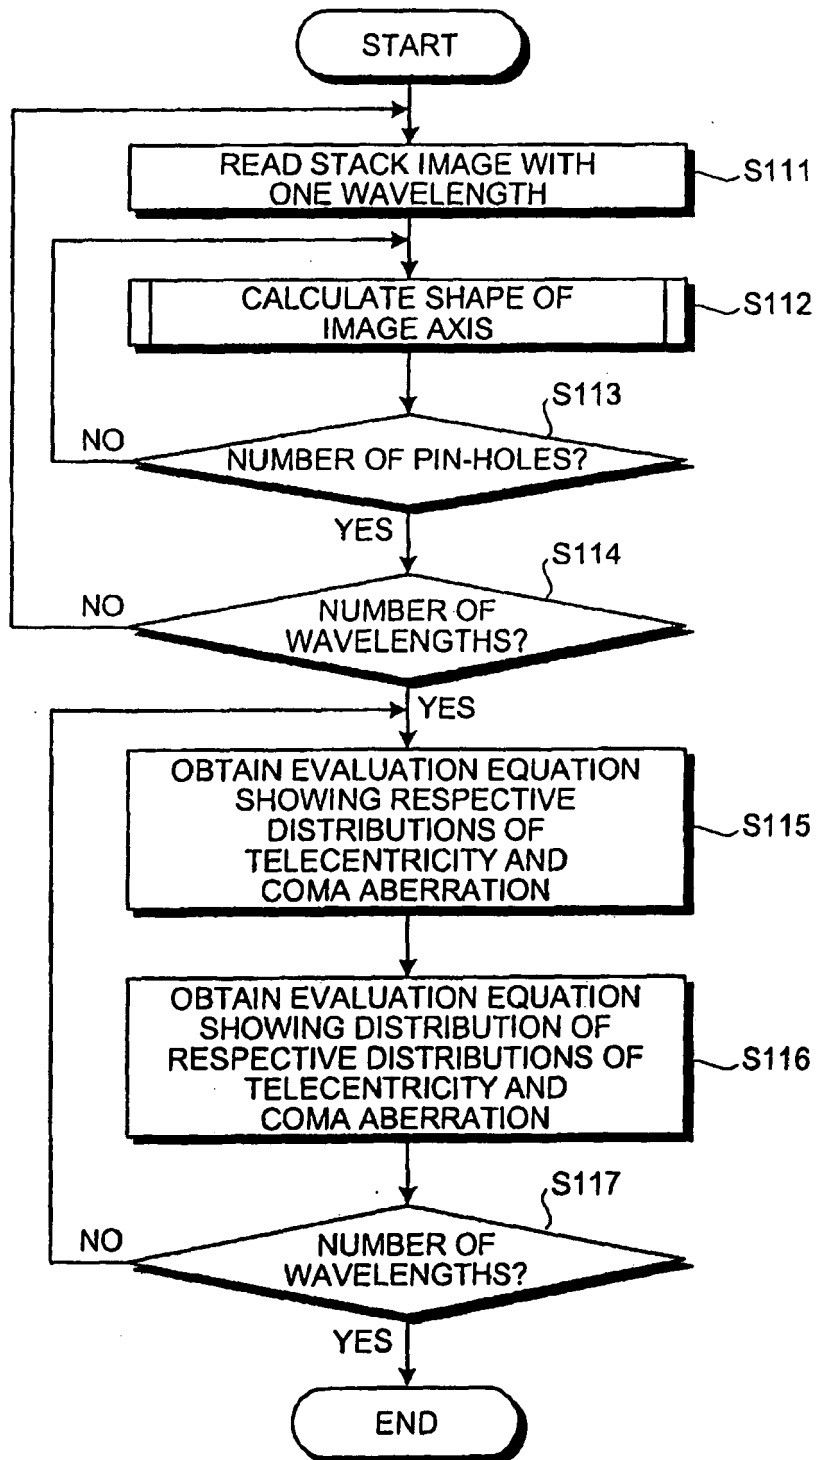 START
READ STACK IMAGE WITH
ONE WAVELENGTH
S111
CALCULATE SHAPE OF
IMAGE AXIS
S112
S113
NO
NUMBER OF PIN-HOLES?
YES
S114
NO
NUMBER OF
WAVELENGTHS?
YES
OBTAIN EVALUATION EQUATION
SHOWING RESPECTIVE
DISTRIBUTIONS OF
TELECENTRICITY AND
COMA ABERRATION
S115
OBTAIN EVALUATION EQUATION
SHOWING DISTRIBUTION OF
RESPECTIVE DISTRIBUTIONS OF
TELECENTRICITY AND
COMA ABERRATION
S116
S117
NO
NUMBER OF
WAVELENGTHS?
YES
END